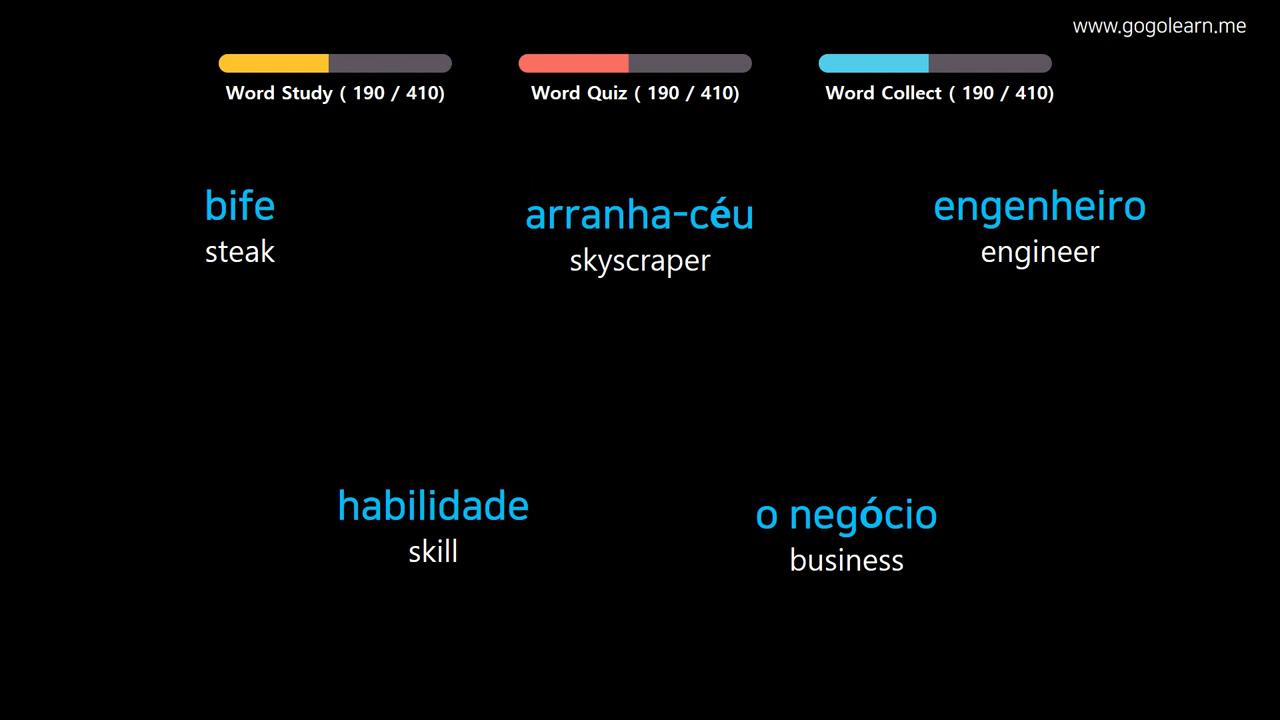 www.gogolearn.me
Word Study ( 190 / 410)
Word Quiz ( 190 / 410)
Word Collect ( 190 / 410)
bife
steak
arranha-céu
skyscraper
engenheiro
engineer
habilidade
skill
o negócio
business